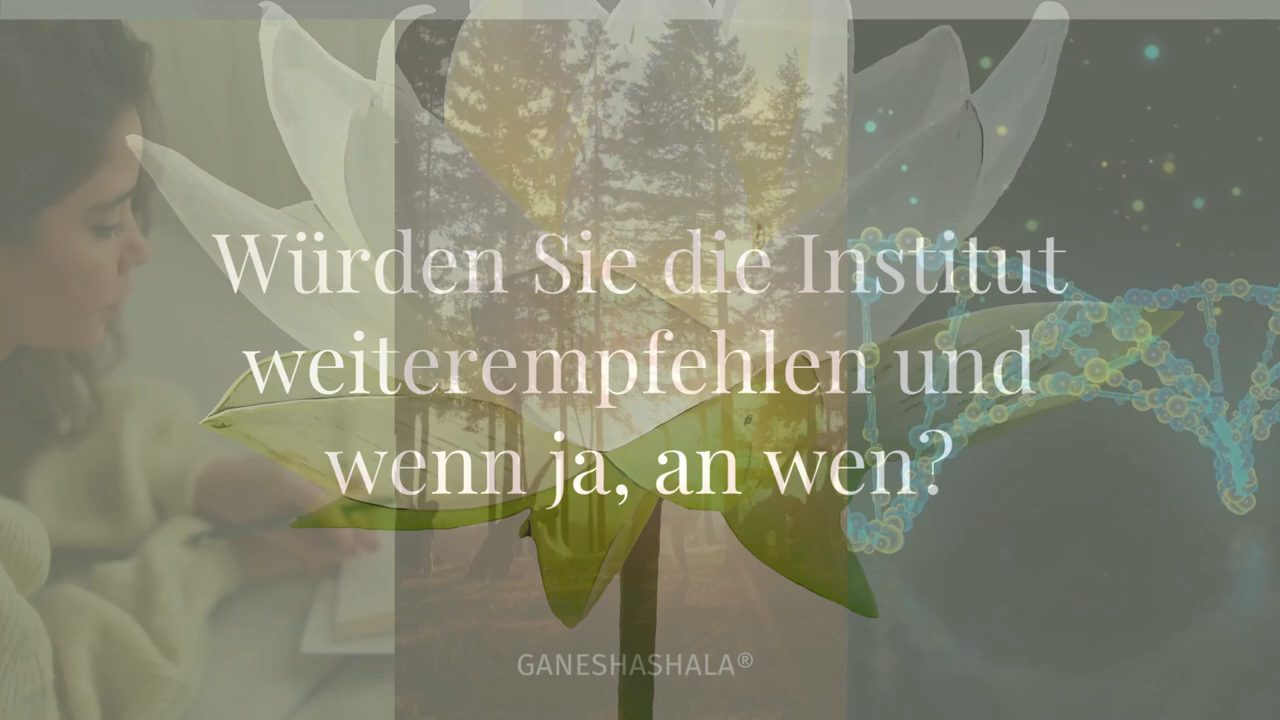 Würden Sie die Institut
weiterempfehlen und
wenn ja, an wen?
GANESHASHALA®